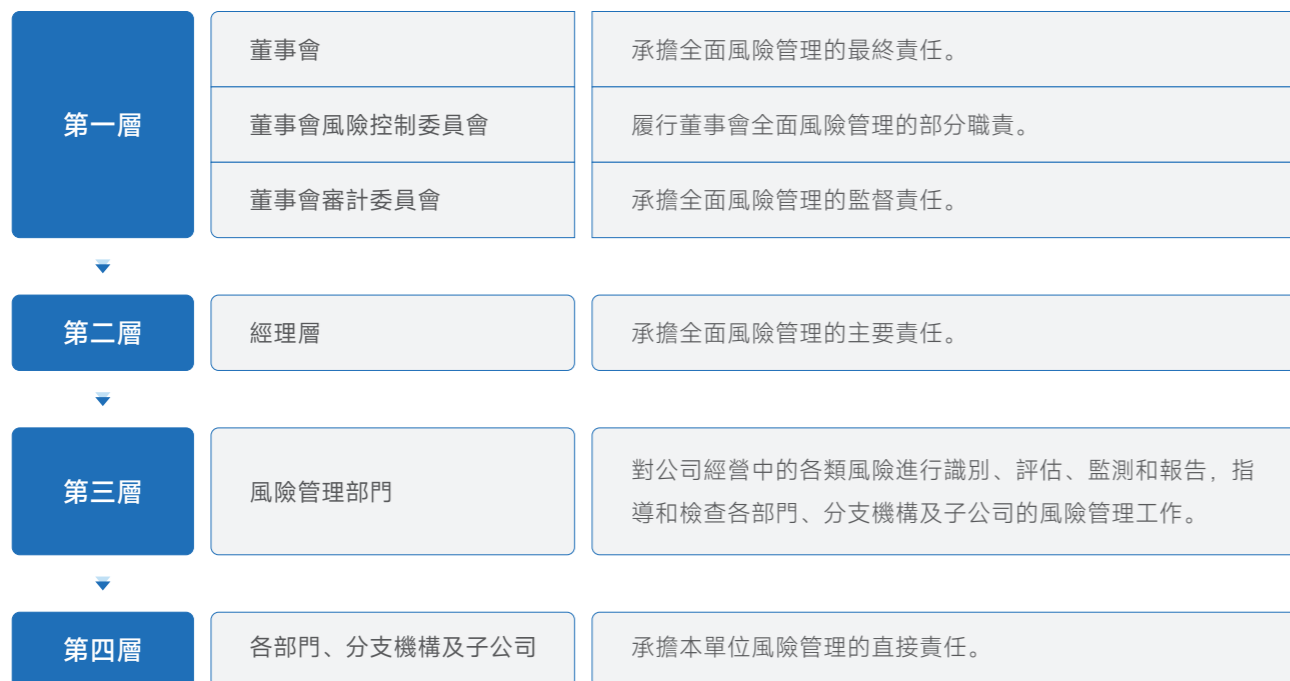 第一層
董事會
承擔全面風險管理的最終責任。
董事會風險控制委員會
履行董事會全面風險管理的部分職責。
董事會審計委員會
承擔全面風險管理的監督責任。
第二層
經理層
承擔全面風險管理的主要責任。
第三層
風險管理部門
對公司經營中的各類風險進行識別、評估、監測和報告，指
導和檢查各部門、分支機構及子公司的風險管理工作。
第四層
各部門、分支機構及子公司
承擔本單位風險管理的直接責任。